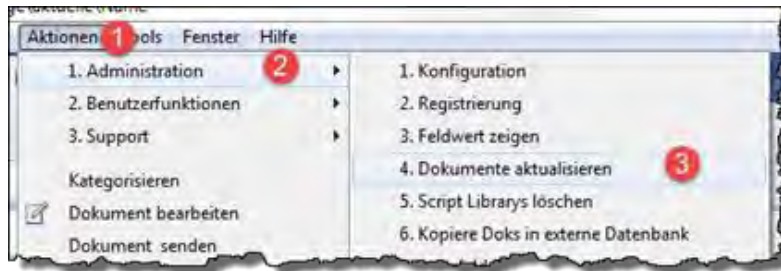 Aktionen 1 ools Fenster Hilfe
1. Administration 2
2. Benutzerfunktionen
3. Support
Kategorisieren
Dokument bearbeiten
Dokument senden
1. Konfiguration
2. Registrierung
3. Feldwert zeigen
4. Dokumente aktualisieren 3
5. Script Librarys löschen
6. Kopiere Doks in externe Datenbank